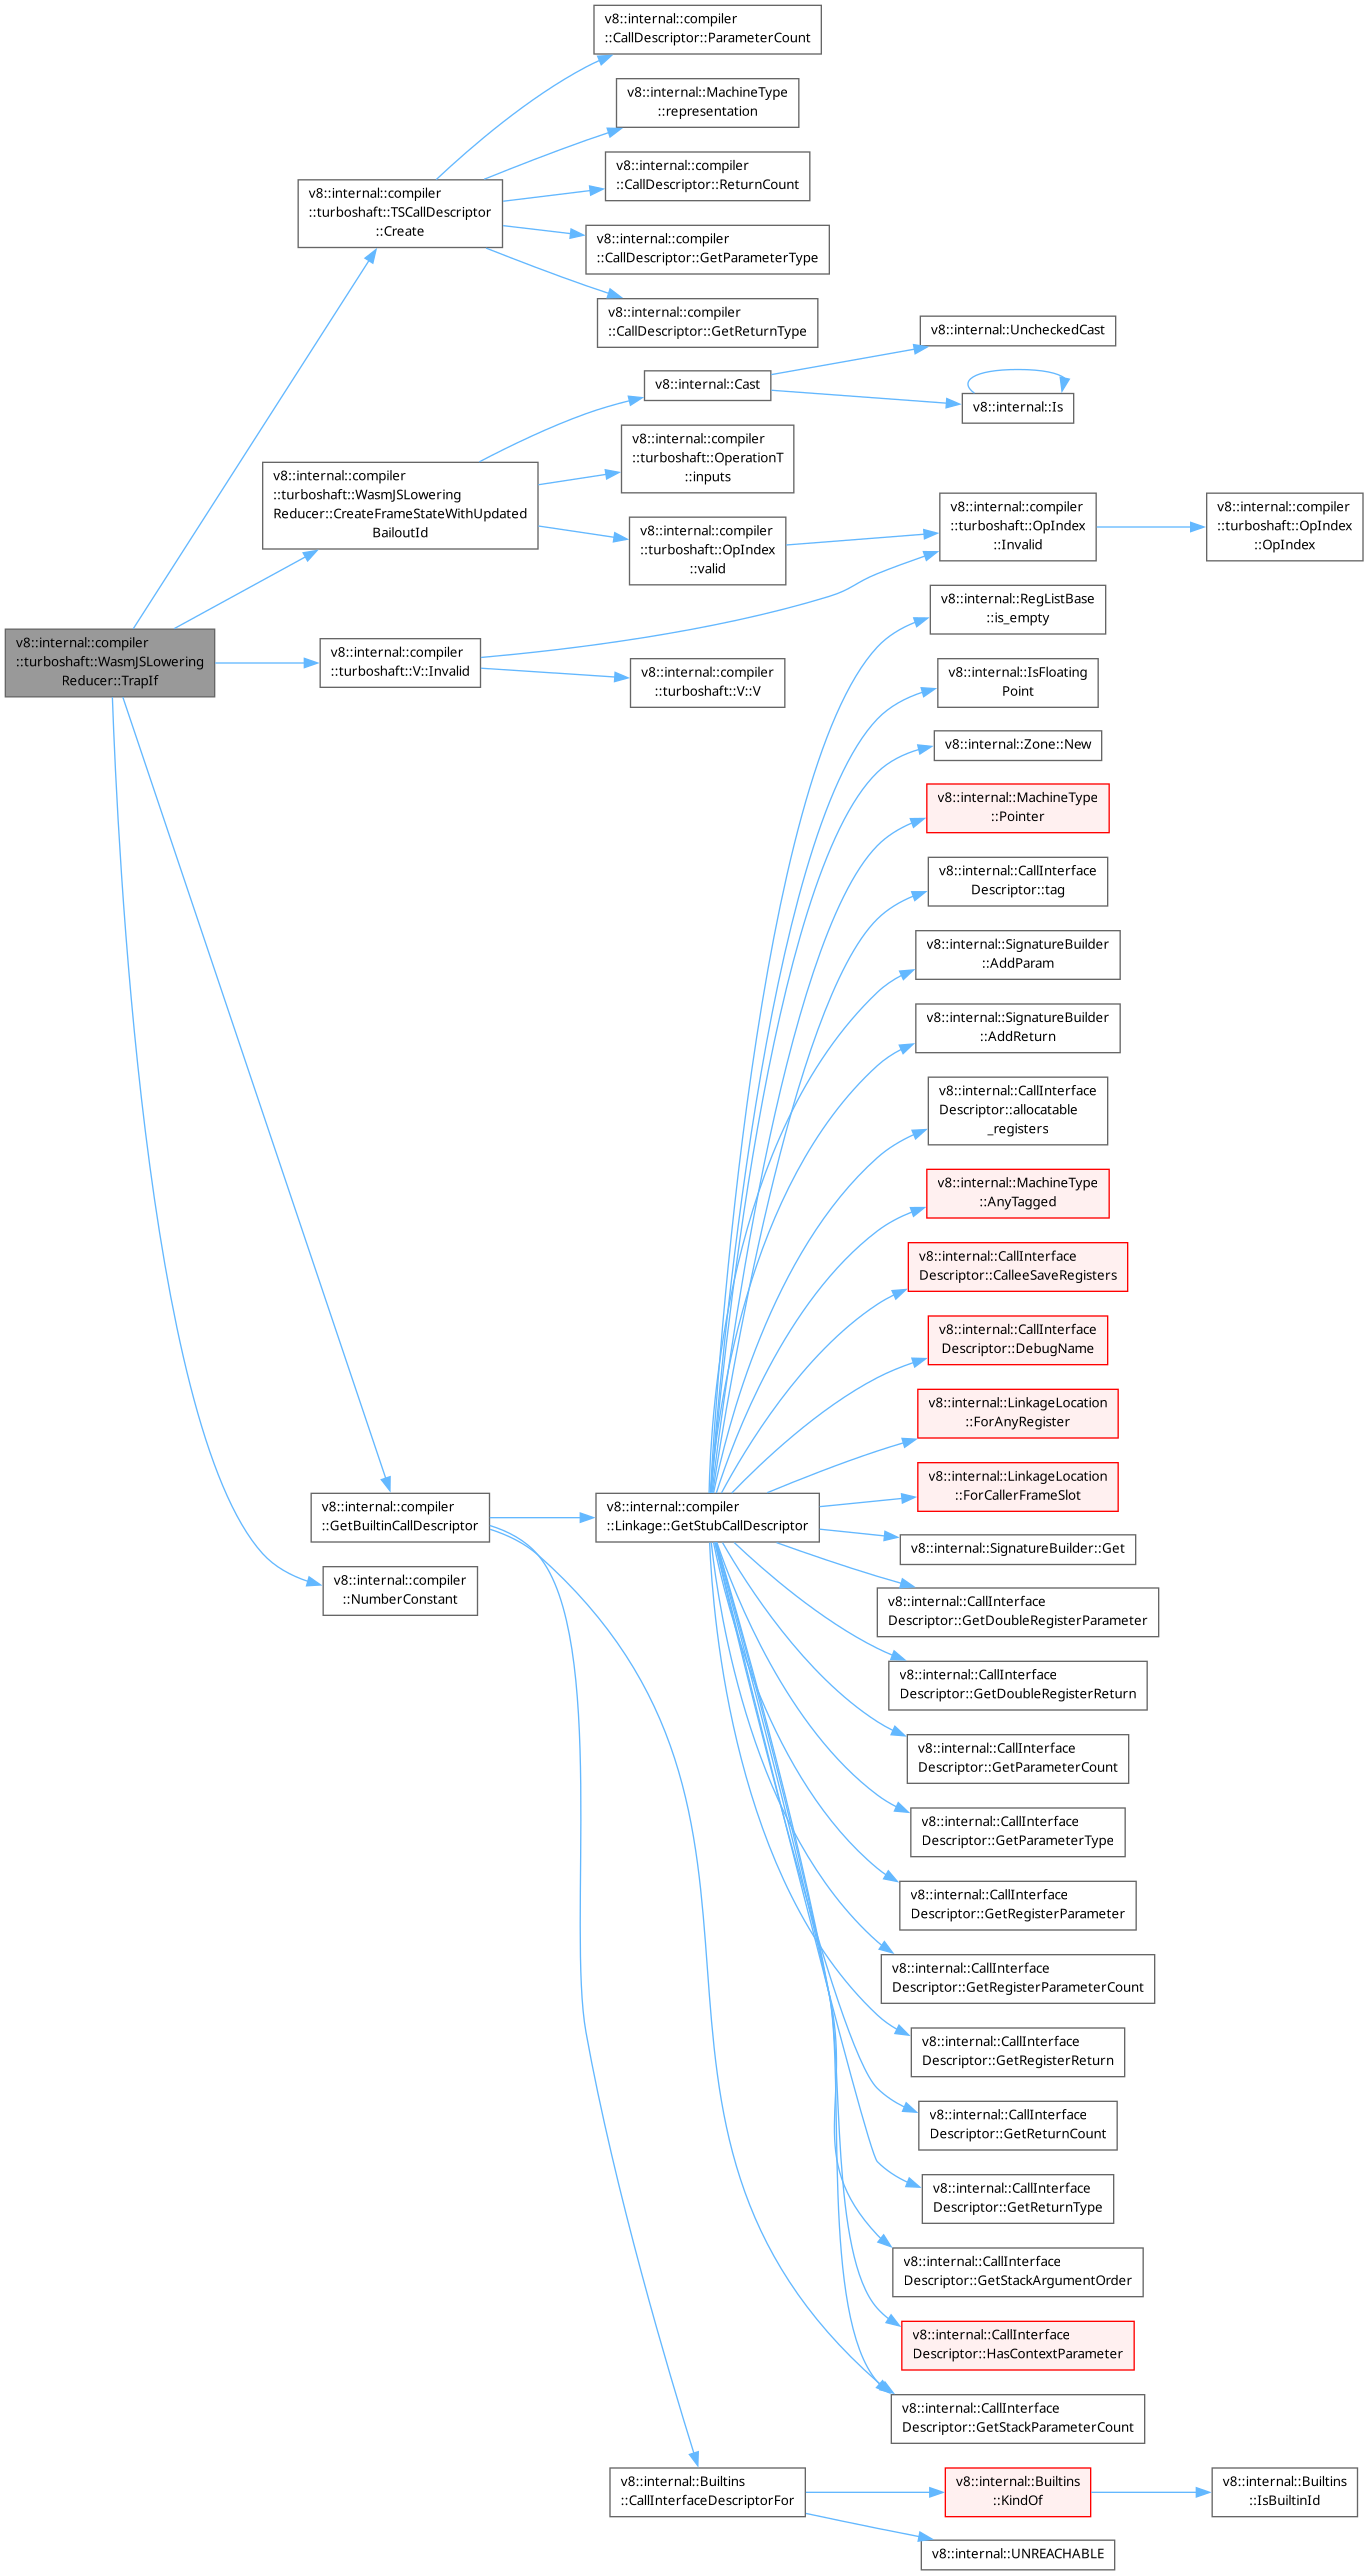 v8::internal::compiler
::CallDescriptor::ParameterCount
v8::internal::MachineType
::representation
v8::internal::compiler
::CallDescriptor::ReturnCount
v8::internal::compiler
::turboshaft::TSCallDescriptor
::Create
v8::internal::compiler
::CallDescriptor::GetParameterType
v8::internal::compiler
::CallDescriptor::GetReturnType
v8::internal::UncheckedCast
v8::internal::Cast
v8::internal::Is
v8::internal::compiler
::turboshaft::OperationT
::inputs
v8::internal::compiler
::turboshaft::WasmJSLowering
Reducer::CreateFrameStateWithUpdated
BailoutId
v8::internal::compiler
::turboshaft::OpIndex
::valid
v8::internal::compiler
::turboshaft::OpIndex
::Invalid
v8::internal::compiler
::turboshaft::OpIndex
::OpIndex
v8::internal::RegListBase
::is_empty
v8::internal::compiler
::turboshaft::WasmJSLowering
Reducer::TrapIf
v8::internal::compiler
::turboshaft::V::Invalid
v8::internal::compiler
::turboshaft::V::V
v8::internal::IsFloating
Point
v8::internal::Zone::New
v8::internal::MachineType
::Pointer
v8::internal::CallInterface
Descriptor::tag
v8::internal::SignatureBuilder
::AddParam
v8::internal::SignatureBuilder
::AddReturn
v8::internal::CallInterface
Descriptor::allocatable
_registers
v8::internal::MachineType
::AnyTagged
v8::internal::CallInterface
Descriptor::CalleeSaveRegisters
v8::internal::CallInterface
Descriptor::DebugName
v8::internal::LinkageLocation
::ForAnyRegister
v8::internal::LinkageLocation
::ForCallerFrameSlot
v8::internal::compiler
::GetBuiltinCallDescriptor
v8::internal::compiler
::Linkage::GetStubCallDescriptor
v8::internal::SignatureBuilder::Get
v8::internal::compiler
::NumberConstant
v8::internal::CallInterface
Descriptor::GetDoubleRegisterParameter
v8::internal::CallInterface
Descriptor::GetDoubleRegisterReturn
v8::internal::CallInterface
Descriptor::GetParameterCount
v8::internal::CallInterface
Descriptor::GetParameterType
v8::internal::CallInterface
Descriptor::GetRegisterParameter
v8::internal::CallInterface
Descriptor::GetRegisterParameterCount
v8::internal::CallInterface
Descriptor::GetRegisterReturn
v8::internal::CallInterface
Descriptor::GetReturnCount
v8::internal::CallInterface
Descriptor::GetReturnType
v8::internal::CallInterface
Descriptor::GetStackArgumentOrder
v8::internal::CallInterface
Descriptor::HasContextParameter
v8::internal::CallInterface
Descriptor::GetStackParameterCount
v8::internal::Builtins
::CallInterfaceDescriptorFor
v8::internal::Builtins
::KindOf
v8::internal::Builtins
::IsBuiltinId
v8::internal::UNREACHABLE